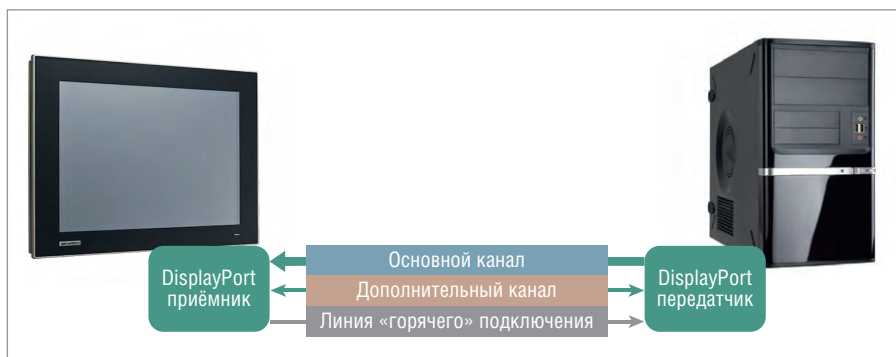 DisplayPort
приёмник
Основной канал
Дополнительный канал
Линия «горячего» подключения
DisplayPort
передатчик